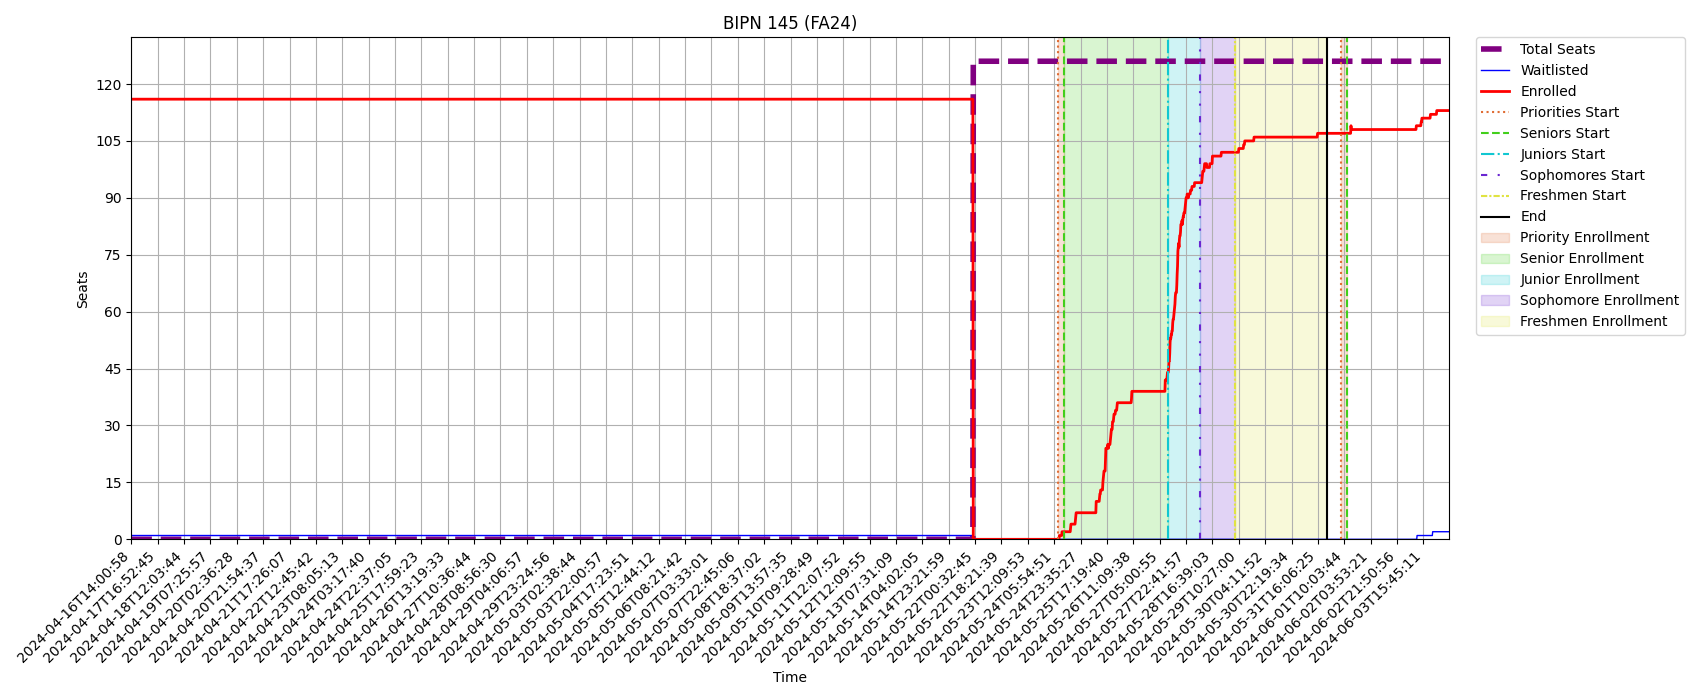 BIPN 145 (FA24)
Total Seats
Waitlisted
Enrolled
Priorities Start
Seniors Start
Juniors Start
Sophomores Start
Freshmen Start
End
Priority Enrollment
Senior Enrollment
Junior Enrollment
Sophomore Enrollment
Freshmen Enrollment
Seats
120
105
90
75
60
45
30
15
0
2024-04-16T14:00:58
2024-04-17T16:52:45
2024-04-18T12:03:44
2024-04-19T07:25:57
2024-04-20T02:36:28
2024-04-20T21:54:37
2024-04-21T17:26:07
2024-04-22T12:45:42
2024-04-23T08:05:13
2024-04-24T03:17:40
2024-04-24T22:37:05
2024-04-25T17:59:23
2024-04-26T13:19:33
2024-04-27T10:36:44
2024-04-28T08:56:30
2024-04-29T04:06:57
2024-04-29T23:24:56
2024-05-03T02:38:44
2024-05-03T22:00:57
2024-05-04T17:23:51
2024-05-05T12:44:12
2024-05-06T08:21:42
2024-05-07T03:33:01
2024-05-07T22:45:06
2024-05-08T18:37:02
2024-05-09T13:57:35
2024-05-10T09:28:49
2024-05-11T12:07:52
2024-05-12T12:09:55
2024-05-13T07:31:09
2024-05-14T04:02:05
2024-05-14T23:21:59
2024-05-22T00:32:45
2024-05-22T18:21:39
2024-05-23T12:09:53
2024-05-24T05:54:51
2024-05-24T23:35:27
2024-05-25T17:19:40
2024-05-26T11:09:38
2024-05-27T05:00:55
2024-05-27T22:41:57
2024-05-28T16:39:03
2024-05-29T10:27:00
2024-05-30T04:11:52
2024-05-30T22:19:34
2024-05-31T16:06:25
2024-06-01T10:03:44
2024-06-02T03:53:21
2024-06-02T21:50:56
2024-06-03T15:45:11
Time